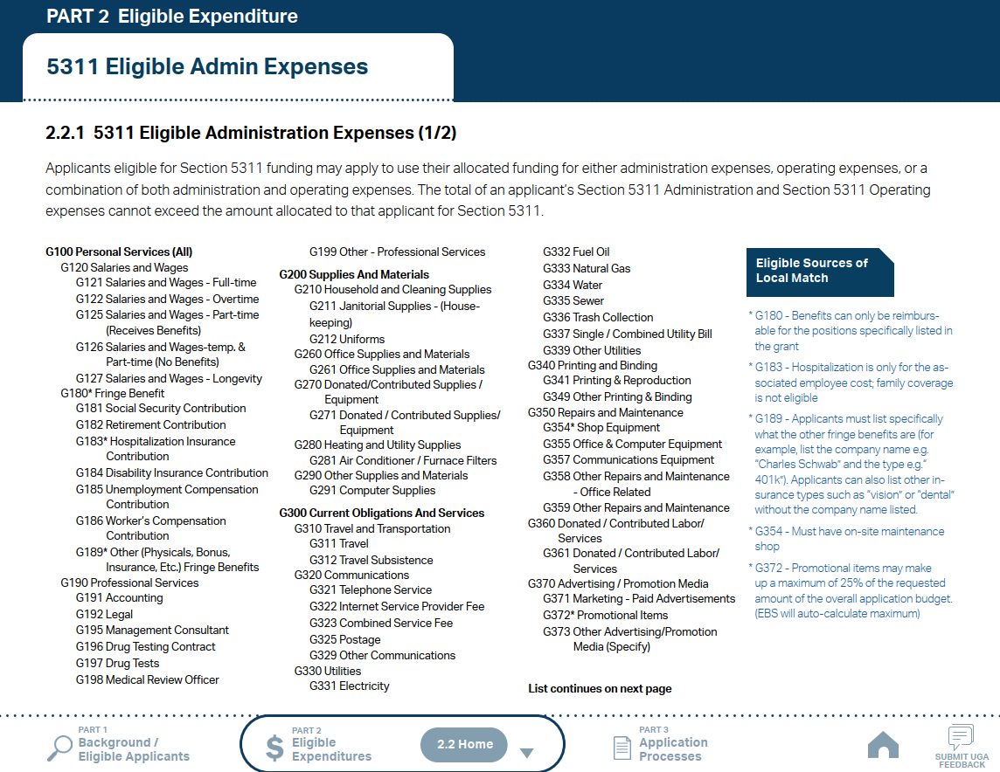 PART 2 Eligible Expenditure
5311 Eligible Admin Expenses
2.2.1 5311 Eligible Administration Expenses (1/2)
Applicants eligible for Section 5311 funding may apply to use their allocated funding for either administration expenses, operating expenses, or a
combination of both administration and operating expenses. The total of an applicant's Section 5311 Administration and Section 5311 Operating
expenses cannot exceed the amount allocated to that applicant for Section 5311.
G100 Personal Services (All)
G120 Salaries and Wages
G121 Salaries and Wages - Full-time
G122 Salaries and Wages - Overtime
G125 Salaries and Wages - Part-time
(Receives Benefits)
G126 Salaries and Wages-temp. &
Part-time (No Benefits)
G127 Salaries and Wages - Longevity
G180* Fringe Benefit
G181 Social Security Contribution
G182 Retirement Contribution
G183* Hospitalization Insurance
Contribution
G184 Disability Insurance Contribution
G185 Unemployment Compensation
Contribution
G186 Worker's Compensation
Contribution
G189* Other (Physicals, Bonus,
Insurance, Etc.) Fringe Benefits
G190 Professional Services
G191 Accounting
G192 Legal
G195 Management Consultant
G196 Drug Testing Contract
G197 Drug Tests
G198 Medical Review Officer
G199 Other - Professional Services
G200 Supplies And Materials
G210 Household and Cleaning Supplies
G211 Janitorial Supplies - (House-
keeping)
G212 Uniforms
G260 Office Supplies and Materials
G261 Office Supplies and Materials
G270 Donated/Contributed Supplies /
Equipment
G271 Donated / Contributed Supplies/
Equipment
G280 Heating and Utility Supplies
G281 Air Conditioner / Furnace Filters
G290 Other Supplies and Materials
G291 Computer Supplies
G300 Current Obligations And Services
G310 Travel and Transportation
G311 Travel
G312 Travel Subsistence
G320 Communications
G321 Telephone Service
G322 Internet Service Provider Fee
G323 Combined Service Fee
G325 Postage
G329 Other Communications
G330 Utilities
G331 Electricity
G332 Fuel Oil
G333 Natural Gas
G334 Water
G335 Sewer
G336 Trash Collection
G337 Single / Combined Utility Bill
G339 Other Utilities
G340 Printing and Binding
G341 Printing & Reproduction
G349 Other Printing & Binding
G350 Repairs and Maintenance
G354* Shop Equipment
G355 Office & Computer Equipment
G357 Communications Equipment
G358 Other Repairs and Maintenance
- Office Related
G359 Other Repairs and Maintenance
G360 Donated / Contributed Labor/
Services
G361 Donated / Contributed Labor/
Services
G370 Advertising / Promotion Media
G371 Marketing - Paid Advertisements
G372* Promotional Items
G373 Other Advertising/Promotion
Media (Specify)
List continues on next page
Eligible Sources of
Local Match
* G180 - Benefits can only be reimburs-
able for the positions specifically listed in
the grant
* G183 - Hospitalization is only for the as-
sociated employee cost; family coverage
is not eligible
* G189 - Applicants must list specifically
what the other fringe benefits are (for
example, list the company name e.g.
"Charles Schwab" and the type e.g."
401k"). Applicants can also list other in-
surance types such as "vision" or "dental"
without the company name listed.
* G354 - Must have on-site maintenance
shop
* G372 - Promotional items may make
up a maximum of 25% of the requested
amount of the overall application budget.
(EBS will auto-calculate maximum)
PART 1
Background /
Eligible Applicants
$
PART 2
Eligible
Expenditures
2.2 Home
PART 3
Application
Processes
SUBMIT UGA
FEEDBACK